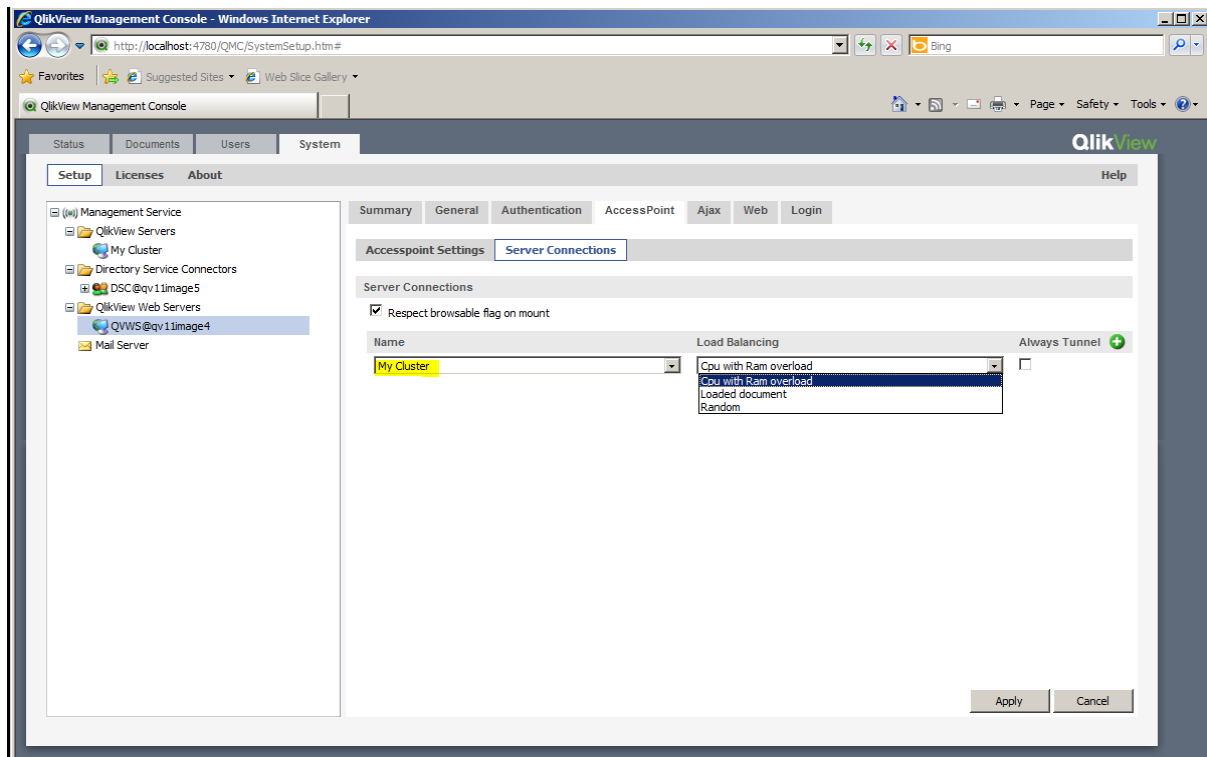 QlikView Management Console - Windows Internet Explorer
http://localhost:4780/QMC/SystemSetup.htm#
Bing
Favorites Suggested Sites Web Slice Gallery
QlikView Management Console
Page Safety Tools
Status Documents Users System
QlikView
Setup Licenses About
Help
Management Service
QlikView Servers
My Cluster
Directory Service Connectors
DSC@qv11image5
QlikView Web Servers
QVWS@qv11image4
Mail Server
Summary General Authentication AccessPoint Ajax Web Login
Accesspoint Settings Server Connections
Server Connections
Respect browsable flag on mount
Name Load Balancing Always Tunnel
My Cluster Cpu with Ram overload
Cpu with Ram overload
Loaded document
Random
Apply Cancel